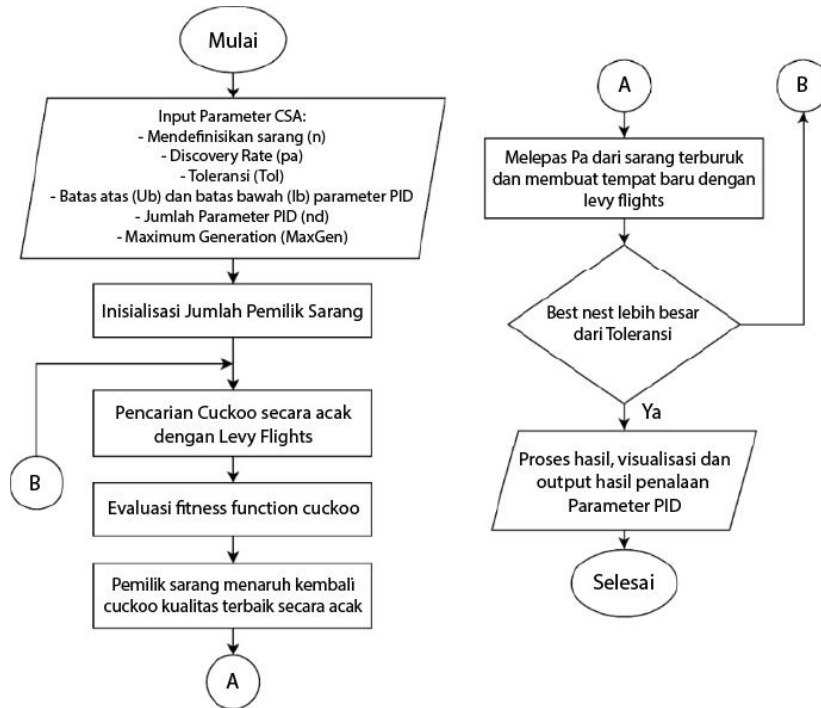 Mulai
Input Parameter CSA:
- Mendefinisikan sarang (n)
- Discovery Rate (pa)
- Toleransi (Tol)
- Batas atas (Ub) dan batas bawah (lb) parameter PID
- Jumlah Parameter PID (nd)
- Maximum Generation (MaxGen)
Inisialisasi Jumlah Pemilik Sarang
Pencarian Cuckoo secara acak
dengan Levy Flights
B
Evaluasi fitness function cuckoo
Pemilik sarang menaruh kembali
cuckoo kualitas terbaik secara acak
A
A
B
Melepas Pa dari sarang terburuk
dan membuat tempat baru dengan
levy flights
Best nest lebih besar
dari Toleransi
Ya
Proses hasil, visualisasi dan
output hasil penalaan
Parameter PID
Selesai